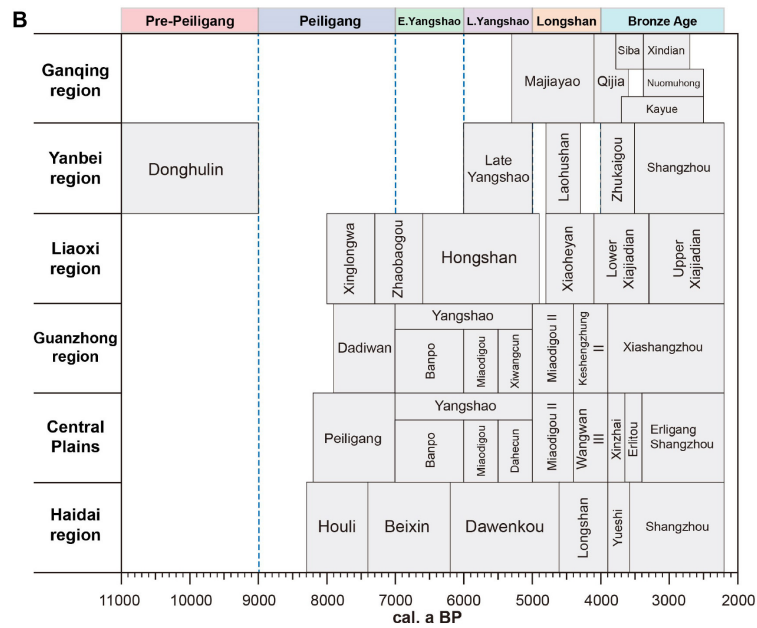 B
Pre-Peiligang
Peiligang
E.Yangshao
L.Yangshao
Longshan
Bronze Age
Ganqing
region
Majiayao
Qijia
Siba
Xindian
Nuomuhong
Kayue
Yanbei
region
Donghulin
Late
Yangshao
Laohushan
Zhukaigou
Shangzhou
Liaoxi
region
Xinglongwa
Zhaobaogou
Hongshan
Xiaoheyan
Lower
Xiajiadian
Upper
Xiajiadian
Guanzhong
region
Dadiwan
Yangshao
Banpo
Miaodigou
Xiwangcun
Miaodigou II
Keshengzhung
II
Xiashangzhou
Central
Plains
Peiligang
Yangshao
Banpo
Miaodigou
Dahecun
Miaodigou II
Wangwan
III
Xinzhai
Erlitou
Erligang
Shangzhou
Haidai
region
Houli
Beixin
Dawenkou
Longshan
Yueshi
Shangzhou
11000 10000 9000 8000 7000 6000 5000 4000 3000 2000
cal. a BP